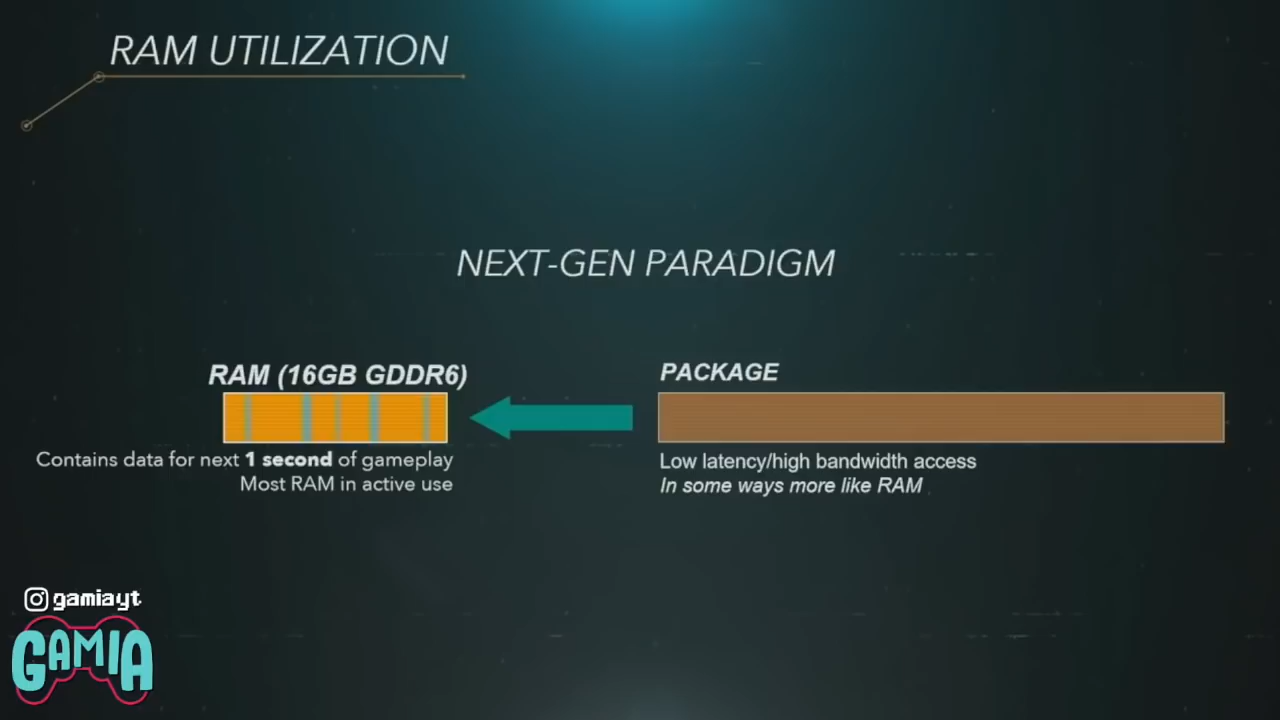 RAM UTILIZATION
NEXT-GEN PARADIGM
RAM (16GB GDDR6)
Contains data for next 1 second of gameplay
Most RAM in active use
PACKAGE
Low latency/high bandwidth access
In some ways more like RAM
gamiayt
GAMIA